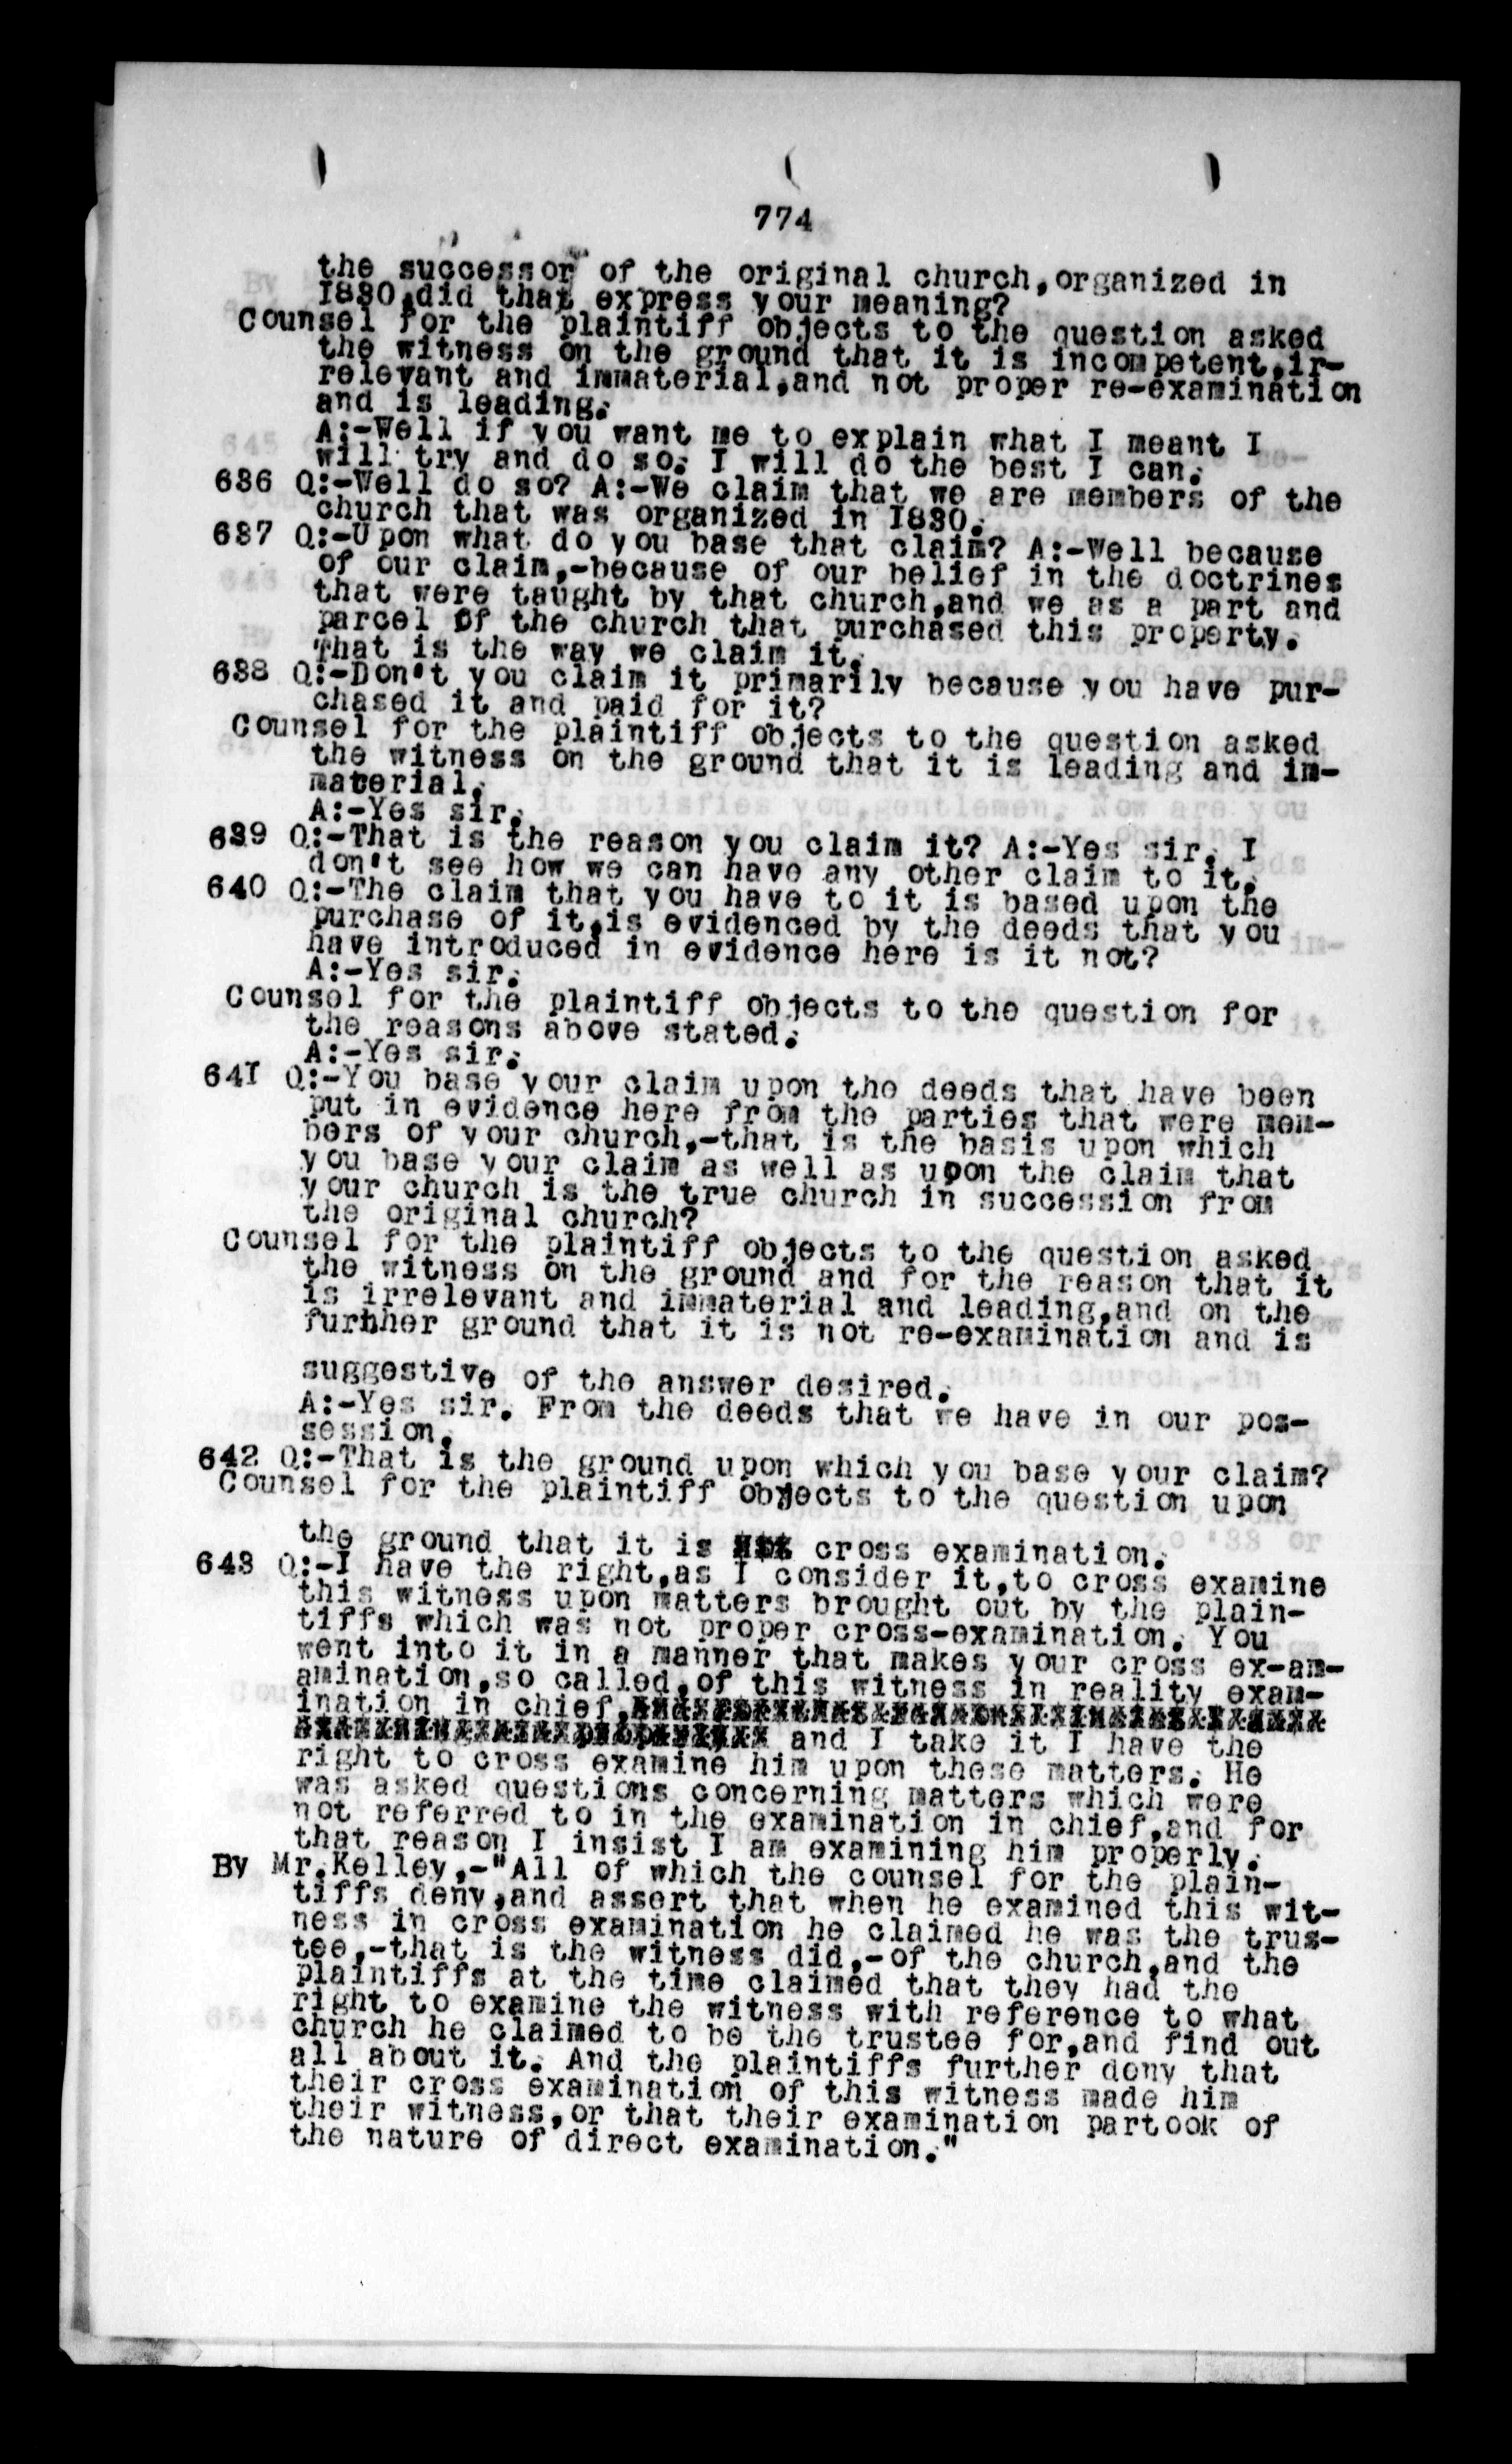 774
the successor of the original church,organized in
I830,did that express your meaning?
Counsel for the plaintiff objects to the question asked
the witness on the ground that it is incompetent,ir-
relevant and immaterial,and not proper re-examination
and is leading.
A:-Well if you want me to explain what I meant I
will try and do so. I will do the best I can.
636 Q:-Well do so? A:-We claim that we are members of the
church that was organized in I830.
637 Q:-Upon what do you base that claim? A:-Well because
of our claim,-because of our belief in the doctrines
that were taught by that church,and we as a part and
parcel of the church that purchased this property.
That is the way we claim it.
638 Q:-Don't you claim it primarily because you have pur-
chased it and paid for it?
Counsel for the plaintiff objects to the question asked
the witness on the ground that it is leading and im-
material.
A:-Yes sir.
639 Q:-That is the reason you claim it? A:-Yes sir. I
don't see how we can have any other claim to it.
640 Q:-The claim that you have to it is based upon the
purchase of it,is evidenced by the deeds that you
have introduced in evidence here is it not?
A:-Yes sir.
Counsel for the plaintiff objects to the question for
the reasons above stated.
A:-Yes sir.
64I Q:-You base your claim upon the deeds that have been
put in evidence here from the parties that were mem-
bers of your church,-that is the basis upon which
you base your claim as well as upon the claim that
your church is the true church in succession from
the original church?
Counsel for the plaintiff objects to the question asked
the witness on the ground and for the reason that it
is irrelevant and immaterial and leading,and on the
furhher ground that it is not re-examination and is
suggestive of the answer desired.
A:-Yes sir. From the deeds that we have in our pos-
session.
642 Q:-That is the ground upon which you base your claim?
Counsel for the plaintiff objects to the question upon
the ground that it is cross examination.
643 Q:-I have the right,as I consider it,to cross examine
this witness upon matters brought out by the plain-
tiffs which was not proper cross-examination. You
went into it in a manner that makes your cross ex-am-
amination,so called,of this witness in reality exam-
ination in chief,
and I take it I have the
right to cross examine him upon these matters. He
was asked questions concerning matters which were
not referred to in the examination in chief,and for
that reason I insist I am examining him properly.
By Mr.Kelley,-"All of which the counsel for the plain-
tiffs deny,and assert that when he examined this wit-
ness in cross examination he claimed he was the trus-
tee,-that is the witness did,-of the church,and the
plaintiffs at the time claimed that they had the
right to examine the witness with reference to what
church he claimed to be the trustee for,and find out
all about it. And the plaintiffs further deny that
their cross examination of this witness made him
their witness,or that their examination partook of
the nature of direct examination."